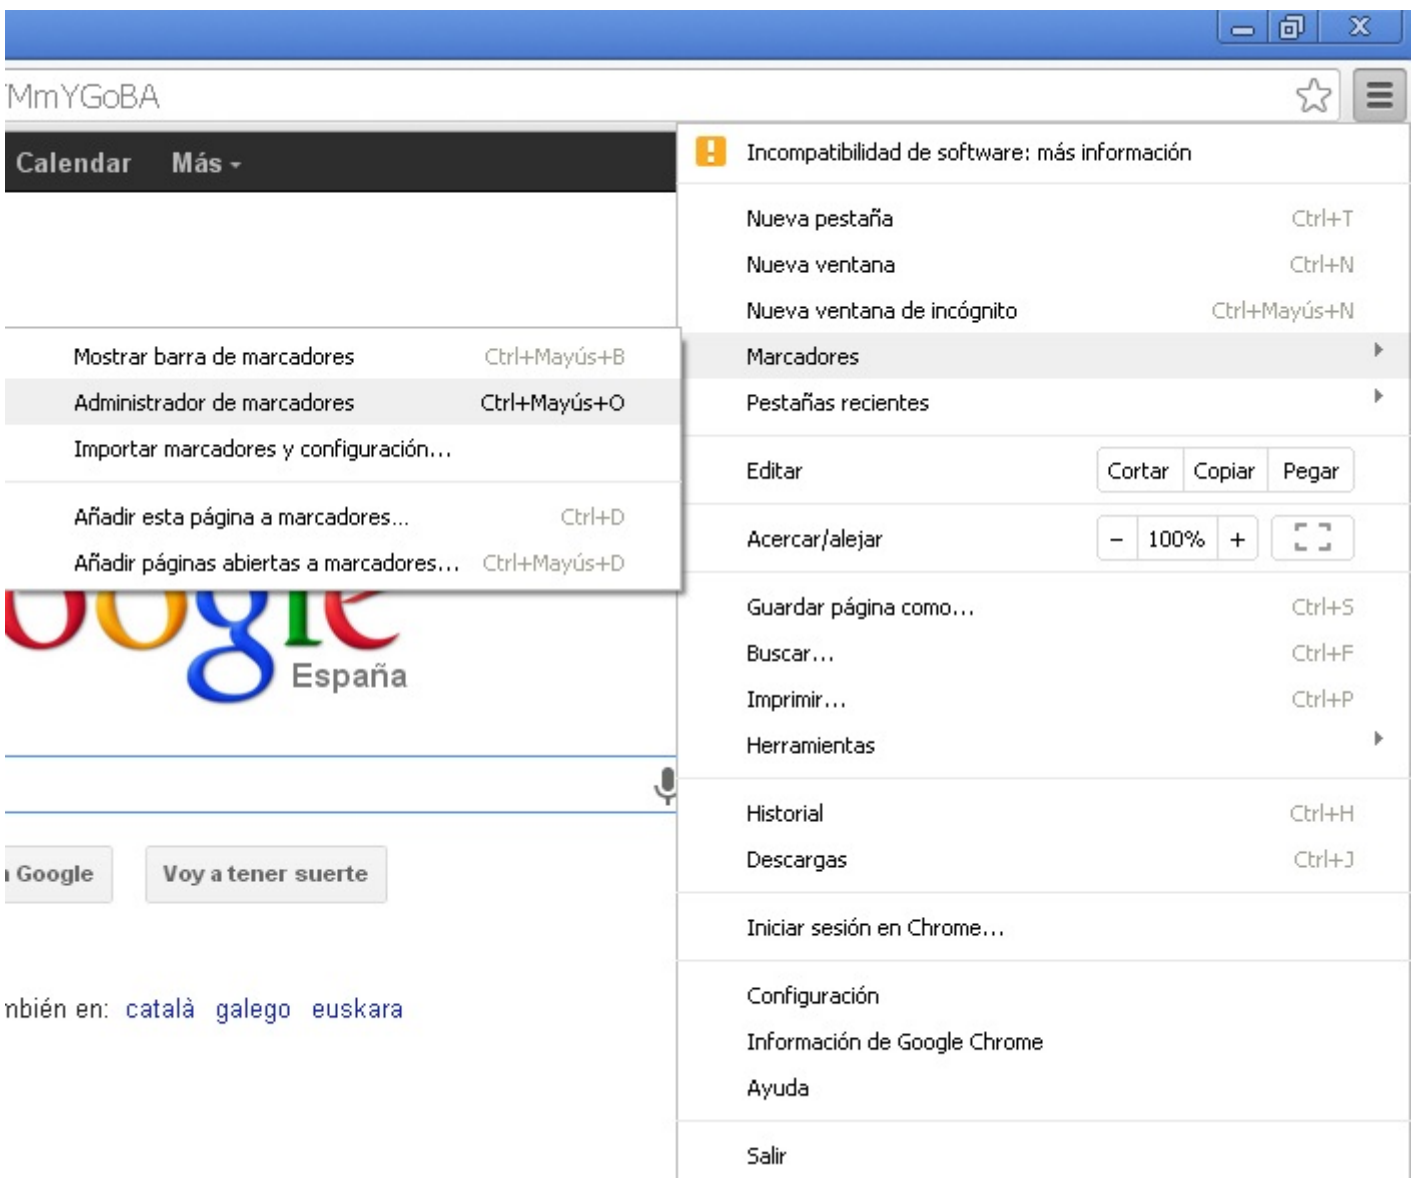 MmYGoBA
Calendar Más
Incompatibilidad de software: más información
Nueva pestaña Ctrl+T
Nueva ventana Ctrl+N
Nueva ventana de incógnito Ctrl+Mayús+N
Marcadores
Pestañas recientes
Editar Cortar Copiar Pegar
Acercar/alejar − 100% +
Guardar página como... Ctrl+S
Buscar... Ctrl+F
Imprimir... Ctrl+P
Herramientas
Historial Ctrl+H
Descargas Ctrl+J
Iniciar sesión en Chrome...
Configuración
Información de Google Chrome
Ayuda
Salir
Mostrar barra de marcadores Ctrl+Mayús+B
Administrador de marcadores Ctrl+Mayús+O
Importar marcadores y configuración...
Añadir esta página a marcadores... Ctrl+D
Añadir páginas abiertas a marcadores... Ctrl+Mayús+D
oogle
España
Google Voy a tener suerte
mbién en: català galego euskara